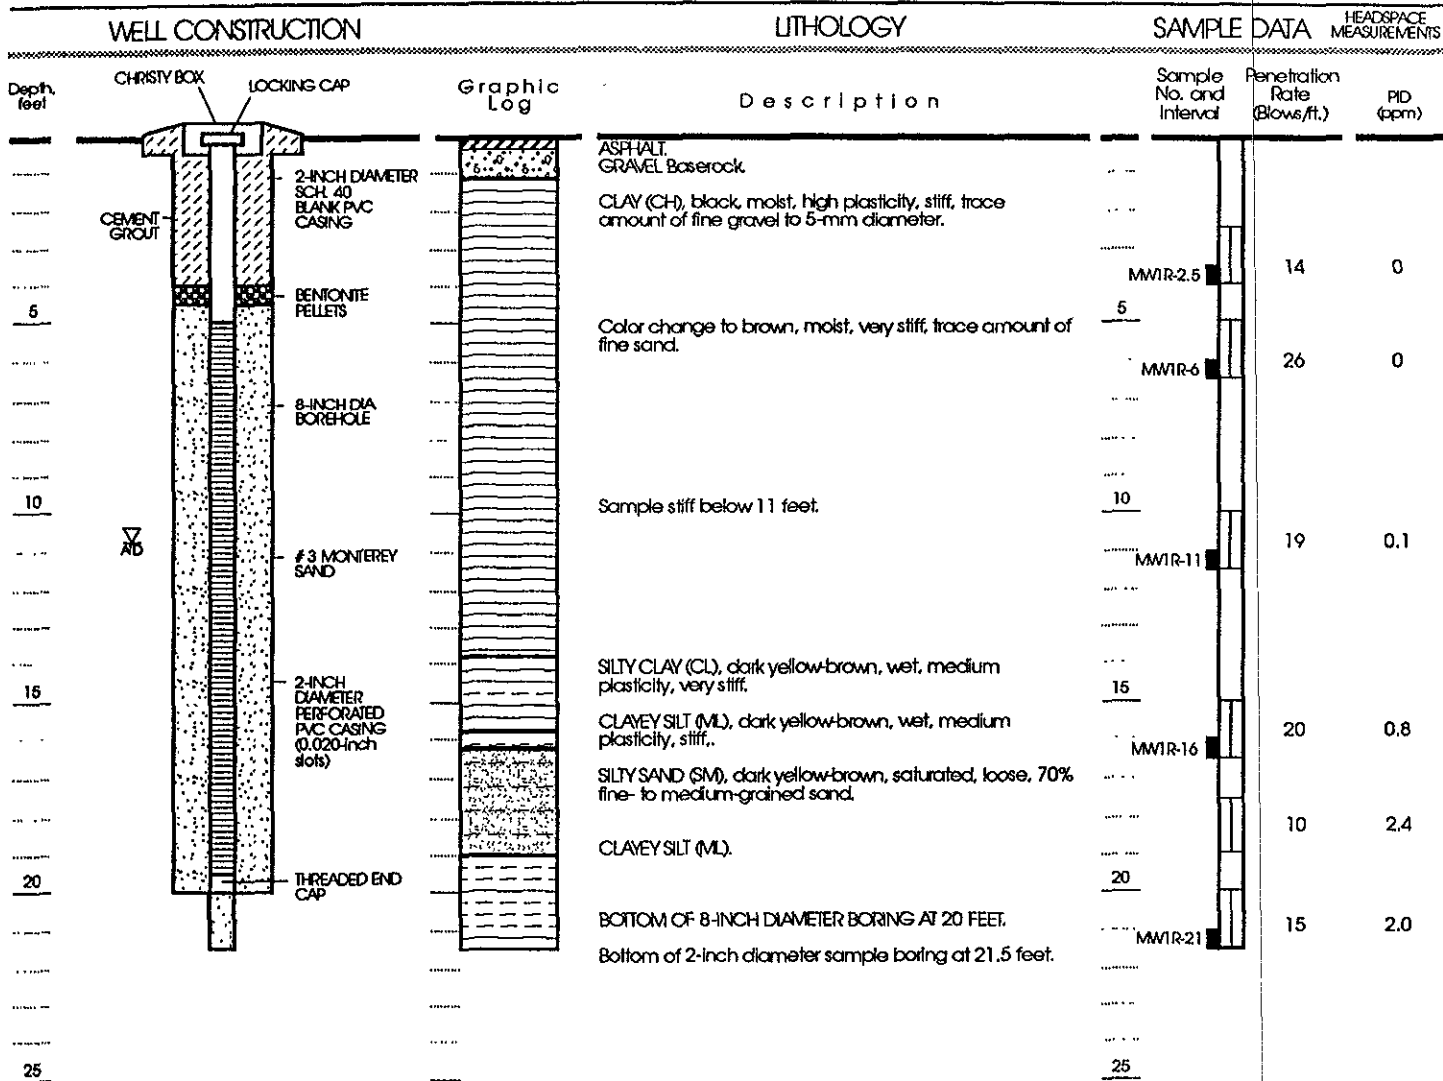 WELL CONSTRUCTION
LITHOLOGY
SAMPLE DATA
HEADSPACE
MEASUREMENTS
Depth,
feet
CHRISTY BOX
LOCKING CAP
Graphic
Log
Description
Sample
No. and
Interval
Penetration
Rate
(Blows/ft.)
PID
(ppm)
2-INCH DIAMETER
SCH. 40
BLANK PVC
CASING
CEMENT
GROUT
BENTONITE
PELLETS
8-INCH DIA
BOREHOLE
ATD
#3 MONTEREY
SAND
2-INCH
DIAMETER
PERFORATED
PVC CASING
(0.020-inch
slots)
THREADED END
CAP
5
10
15
20
25
ASPHALT.
GRAVEL Baserock.
CLAY (CH), black, moist, high plasticity, stiff, trace
amount of fine gravel to 5-mm diameter.
Color change to brown, moist, very stiff, trace amount of
fine sand.
Sample stiff below 11 feet.
SILTY CLAY (CL), dark yellow-brown, wet, medium
plasticity, very stiff.
CLAYEY SILT (ML), dark yellow-brown, wet, medium
plasticity, stiff,.
SILTY SAND (SM), dark yellow-brown, saturated, loose, 70%
fine- to medium-grained sand.
CLAYEY SILT (ML).
BOTTOM OF 8-INCH DIAMETER BORING AT 20 FEET.
Bottom of 2-inch diameter sample boring at 21.5 feet.
MW1R-2.5 14 0
5
MW1R-6 26 0
10
MW1R-11 19 0.1
15
MW1R-16 20 0.8
10 2.4
20
MW1R-21 15 2.0
25